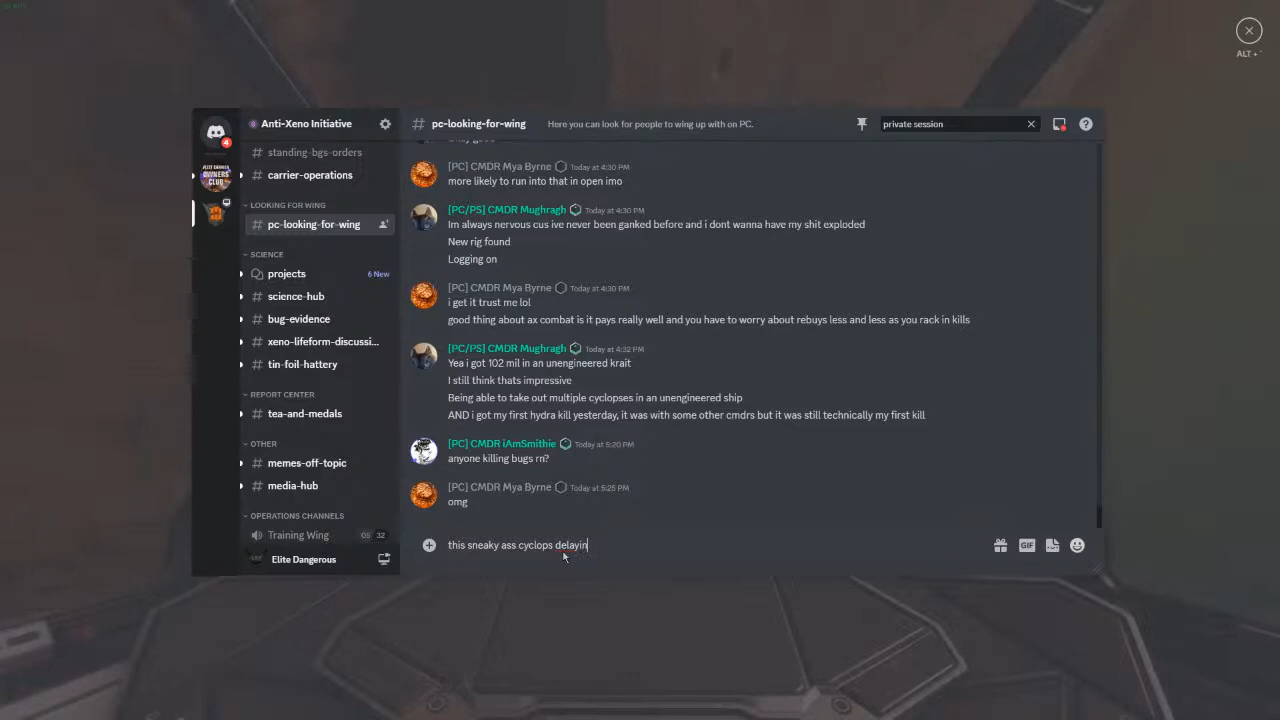 ALT + `
Anti-Xeno Initiative
# pc-looking-for-wing
Here you can look for people to wing up with on PC.
private session
4
OWNERS
CLUB
# standing-bgs-orders
# carrier-operations
LOOKING FOR WING
# pc-looking-for-wing
SCIENCE
projects
6 New
# science-hub
# bug-evidence
# xeno-lifeform-discussi...
# tin-foil-hattery
REPORT CENTER
# tea-and-medals
OTHER
# memes-off-topic
# media-hub
OPERATIONS CHANNELS
Training Wing
05 32
Elite Dangerous
[PC] CMDR Mya Byrne Today at 4:30 PM
more likely to run into that in open imo
[PC/PS] CMDR Mughragh Today at 4:30 PM
Im always nervous cus ive never been ganked before and i dont wanna have my shit exploded
New rig found
Logging on
[PC] CMDR Mya Byrne Today at 4:30 PM
i get it trust me lol
good thing about ax combat is it pays really well and you have to worry about rebuys less and less as you rack in kills
[PC/PS] CMDR Mughragh Today at 4:32 PM
Yea i got 102 mil in an unengineered krait
I still think thats impressive
Being able to take out multiple cyclopses in an unengineered ship
AND i got my first hydra kill yesterday, it was with some other cmdrs but it was still technically my first kill
[PC] CMDR iAmSmithie Today at 5:20 PM
anyone killing bugs rn?
[PC] CMDR Mya Byrne Today at 5:25 PM
omg
this sneaky ass cyclops delayin
GIF